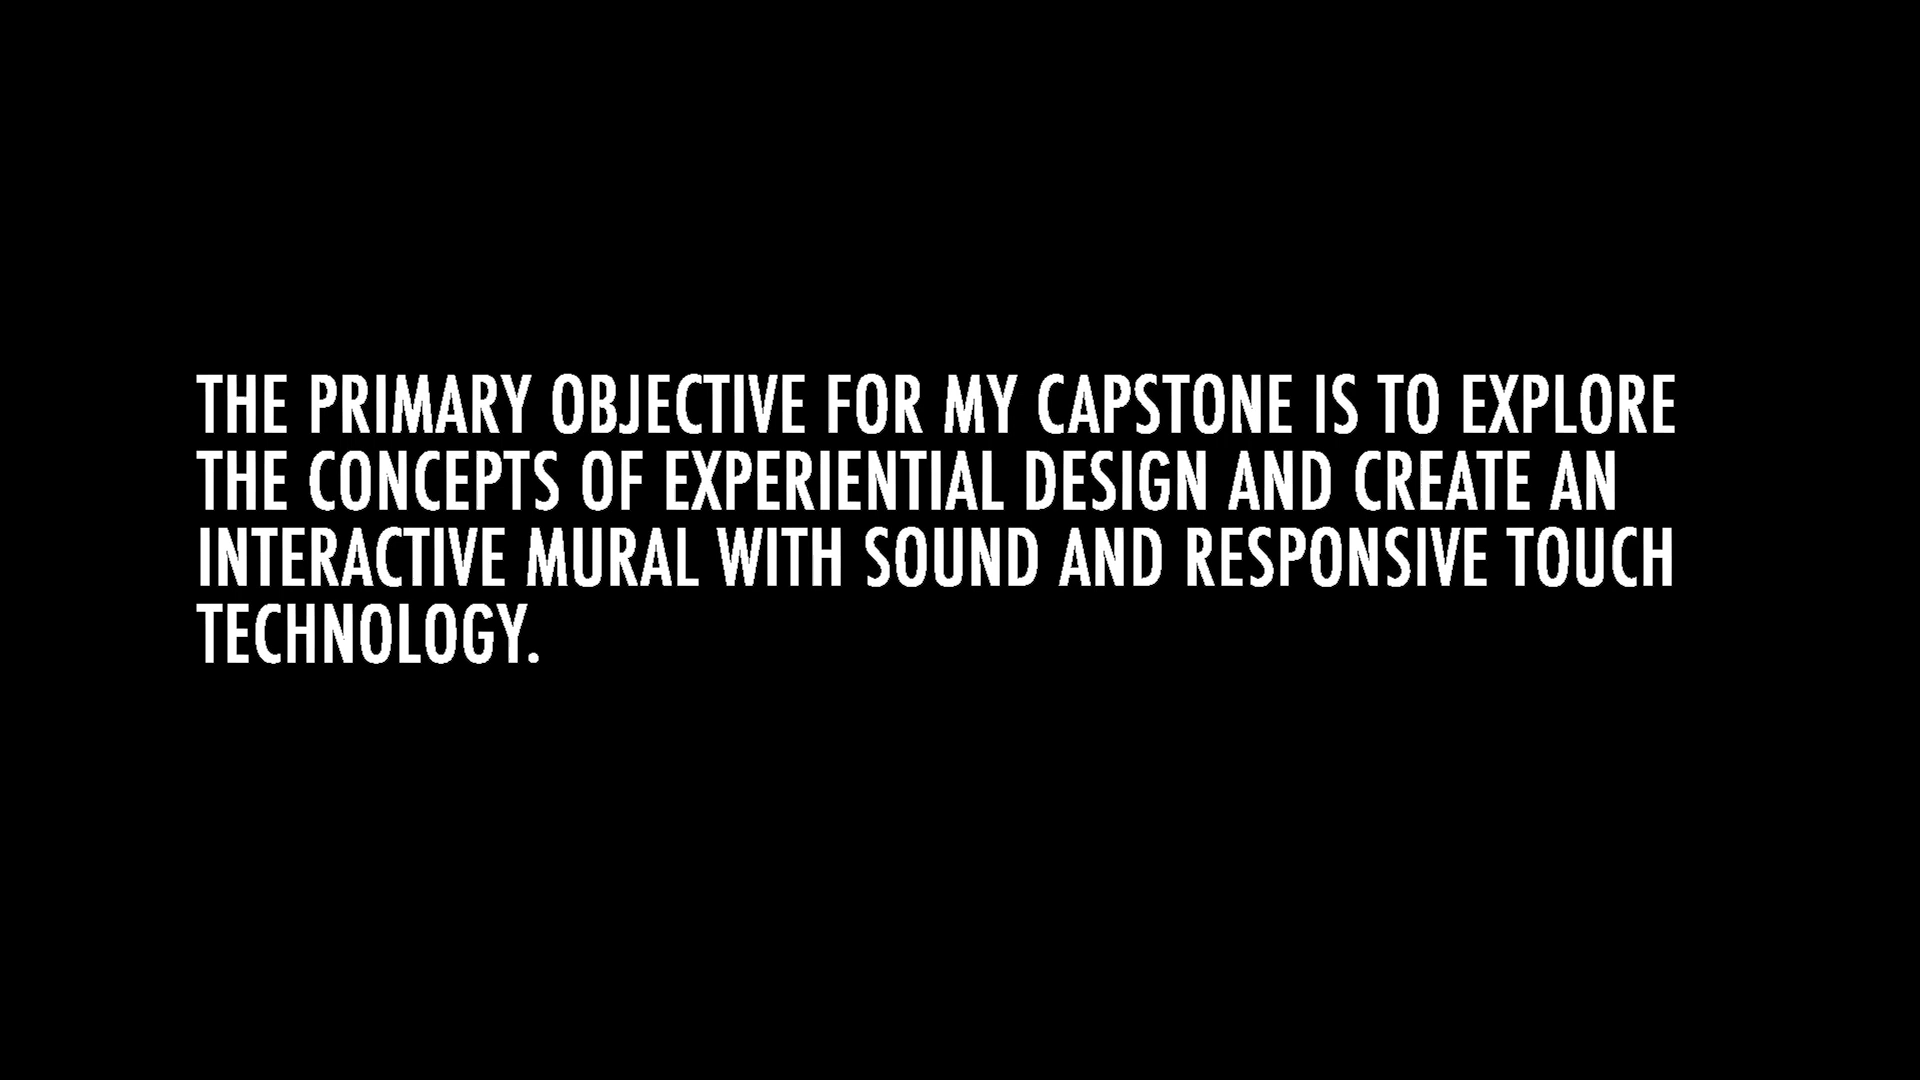 THE PRIMARY OBJECTIVE FOR MY CAPSTONE IS TO EXPLORE
THE CONCEPTS OF EXPERIENTIAL DESIGN AND CREATE AN
INTERACTIVE MURAL WITH SOUND AND RESPONSIVE TOUCH
TECHNOLOGY.